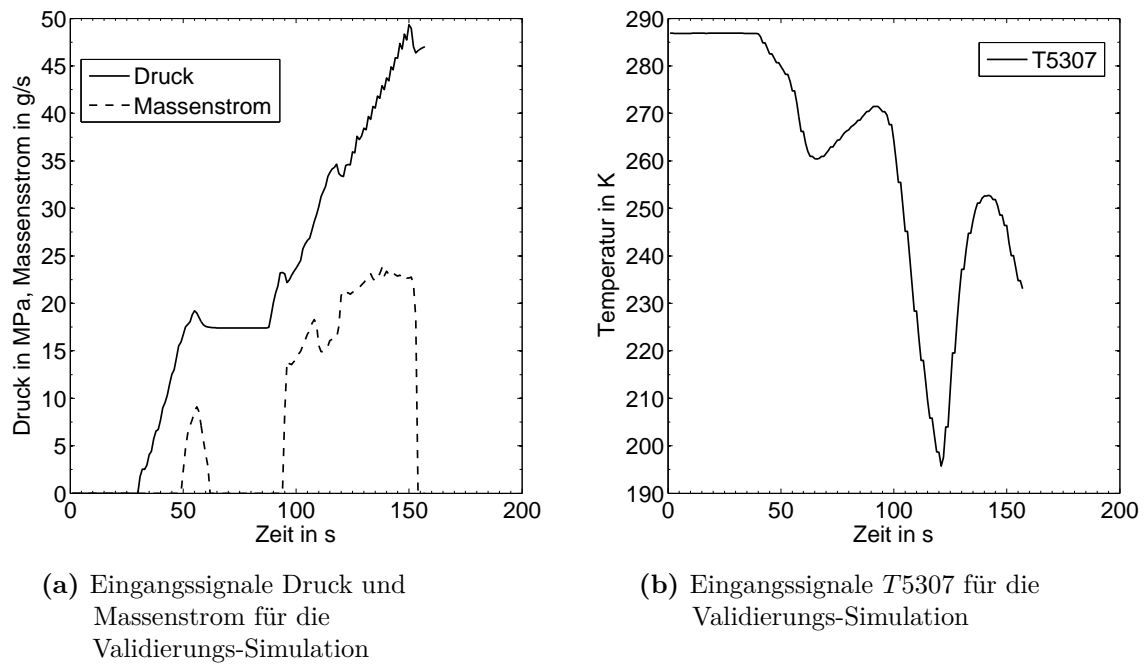 Druck in MPa, Massensstrom in g/s
50
45
40
35
30
25
20
15
10
5
0
Druck
Massenstrom
0
50
100
150
200
Zeit in s
(a) Eingangssignale Druck und
Massenstrom für die
Validierungs-Simulation
Temperatur in K
290
280
270
260
250
240
230
220
210
200
190
T5307
0
50
100
150
200
Zeit in s
(b) Eingangssignale T5307 für die
Validierungs-Simulation